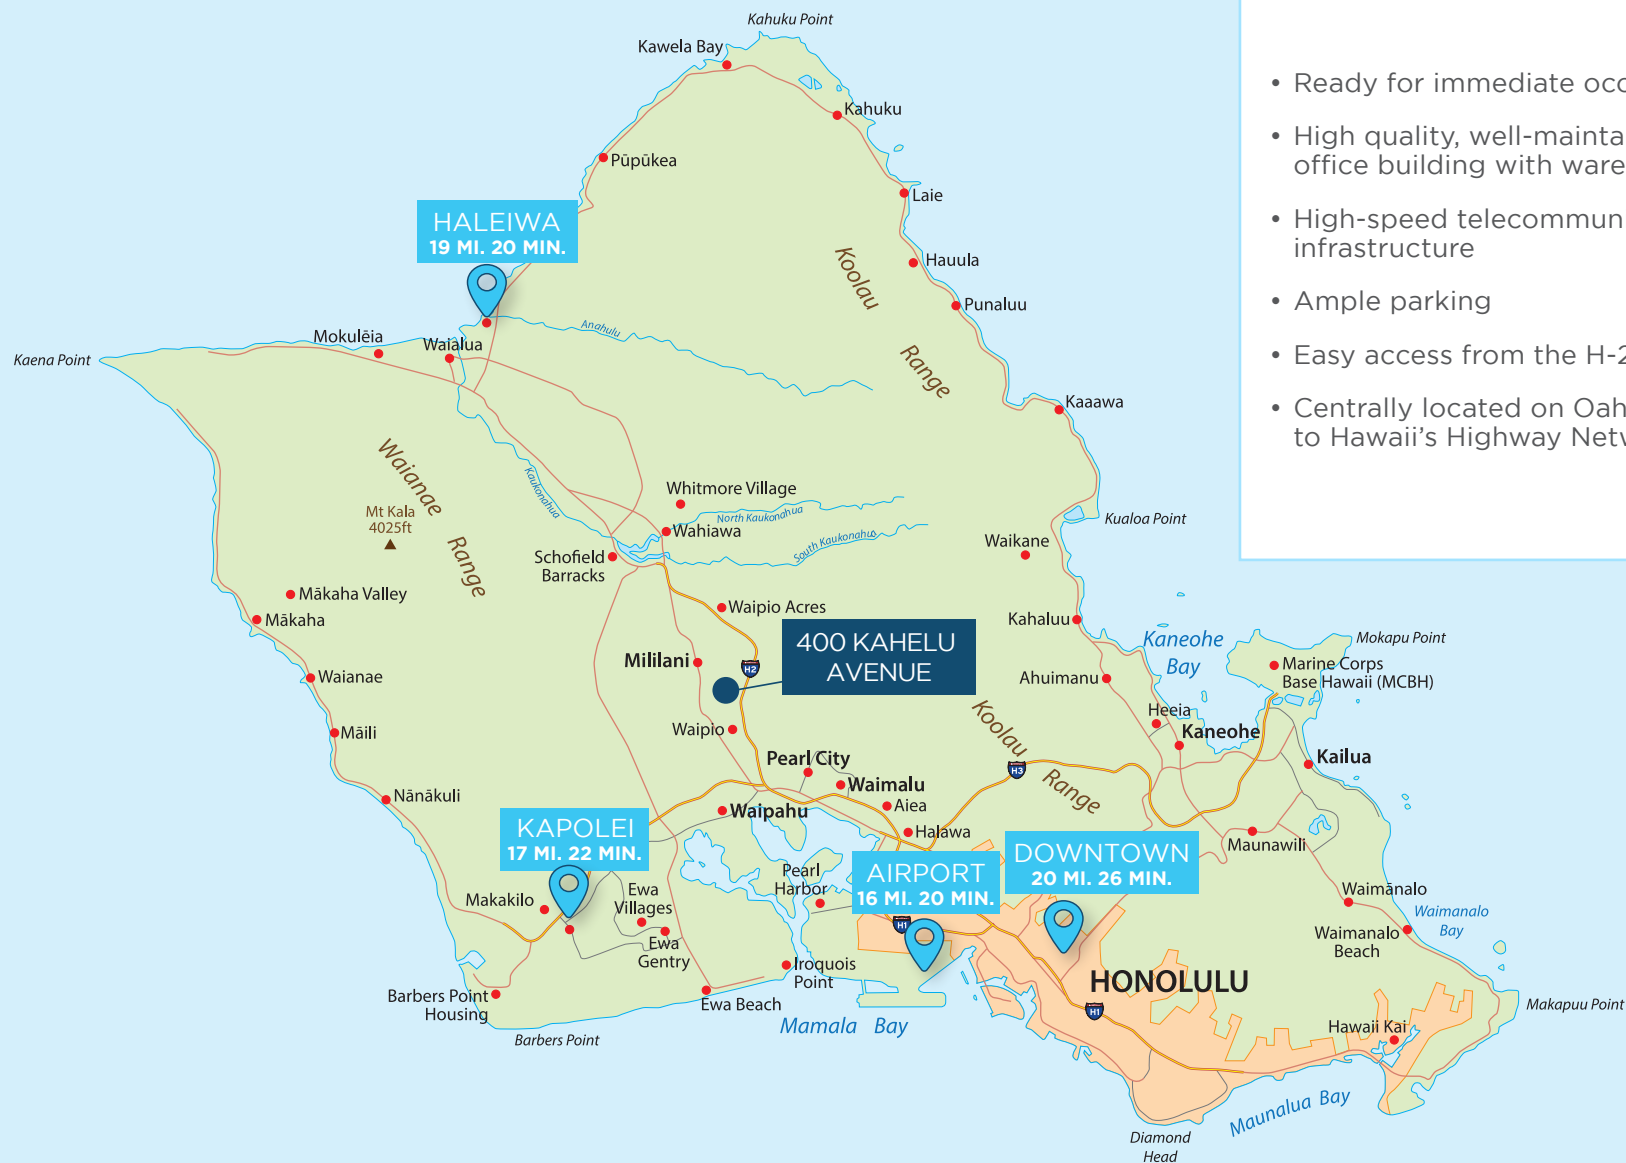 Kahuku Point
Kawela Bay
Kahuku
Pūpūkea
Laie
HALEIWA
19 MI. 20 MIN.
Koolau
Range
Hauula
Punaluu
Anahulu
Mokulēia
Waialua
Kaena Point
Kaaawa
Waianae
Range
Mt Kala
4025ft
Kaukonahua
Whitmore Village
North Kaukonahua
Wahiawa
South Kaukonahua
Schofield
Barracks
Kualoa Point
Waikane
Mākaha Valley
Mākaha
Waipio Acres
Kahaluu
400 KAHELU
AVENUE
Kaneohe
Bay
Mokapu Point
Mililani
H2
Marine Corps
Base Hawaii (MCBH)
Waianae
Ahuimanu
Heeia
Kaneohe
Māili
Waipio
Koolau
Range
Pearl City
H3
Kailua
Waimalu
Nānākuli
Aiea
Waipahu
Halawa
KAPOLEI
17 MI. 22 MIN.
DOWNTOWN
20 MI. 26 MIN.
Maunawili
AIRPORT
16 MI. 20 MIN.
Pearl
Harbor
Makakilo
Ewa
Villages
Waimānalo
Waimanalo
Bay
H1
Waimanalo
Beach
Ewa
Gentry
Iroquois
Point
HONOLULU
Barbers Point
Housing
Ewa Beach
H1
Makapuu Point
Mamala Bay
Hawaii Kai
Barbers Point
Maunalua Bay
Diamond
Head
• Ready for immediate occ
• High quality, well-mainta
office building with ware
• High-speed telecommun
infrastructure
• Ample parking
• Easy access from the H-2
• Centrally located on Oah
to Hawaii's Highway Netw